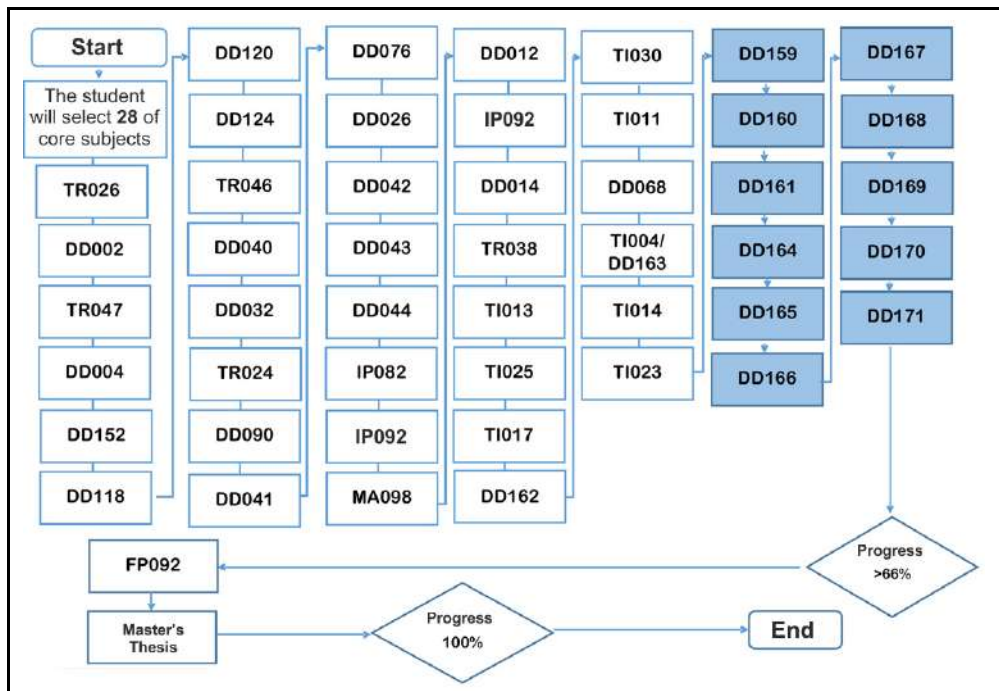 Start
The student
will select 28 of
core subjects
TR026
DD002
TR047
DD004
DD152
DD118
DD120
DD124
TR046
DD040
DD032
TR024
DD090
DD041
DD076
DD026
DD042
DD043
DD044
IP082
IP092
MA098
DD012
IP092
DD014
TR038
TI013
TI025
TI017
DD162
TI030
TI011
DD068
TI004/
DD163
TI014
TI023
DD159
DD160
DD161
DD164
DD165
DD166
DD167
DD168
DD169
DD170
DD171
Progress
>66%
FP092
Master's
Thesis
Progress
100%
End